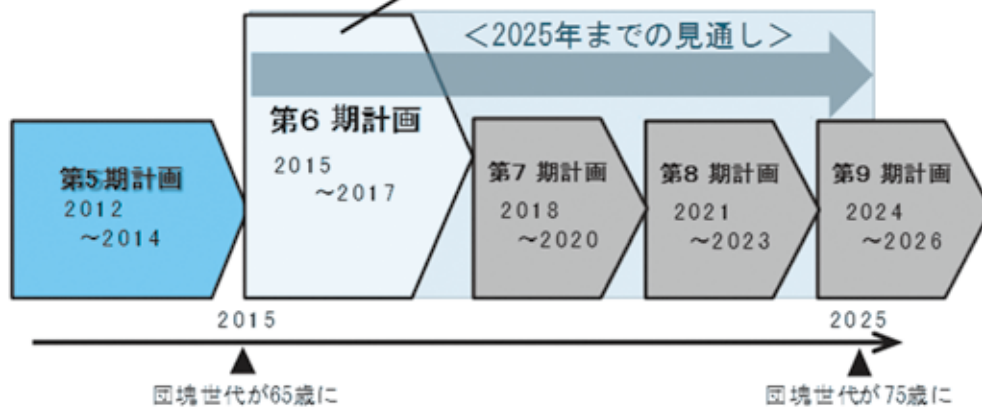 ＜2025年までの見通し＞
第5期計画
2012
～2014
第6 期計画
2015
～2017
第7 期計画
2018
～2020
第8 期計画
2021
～2023
第9 期計画
2024
～2026
2015
2025
▲
▲
団塊世代が65歳に
団塊世代が75歳に